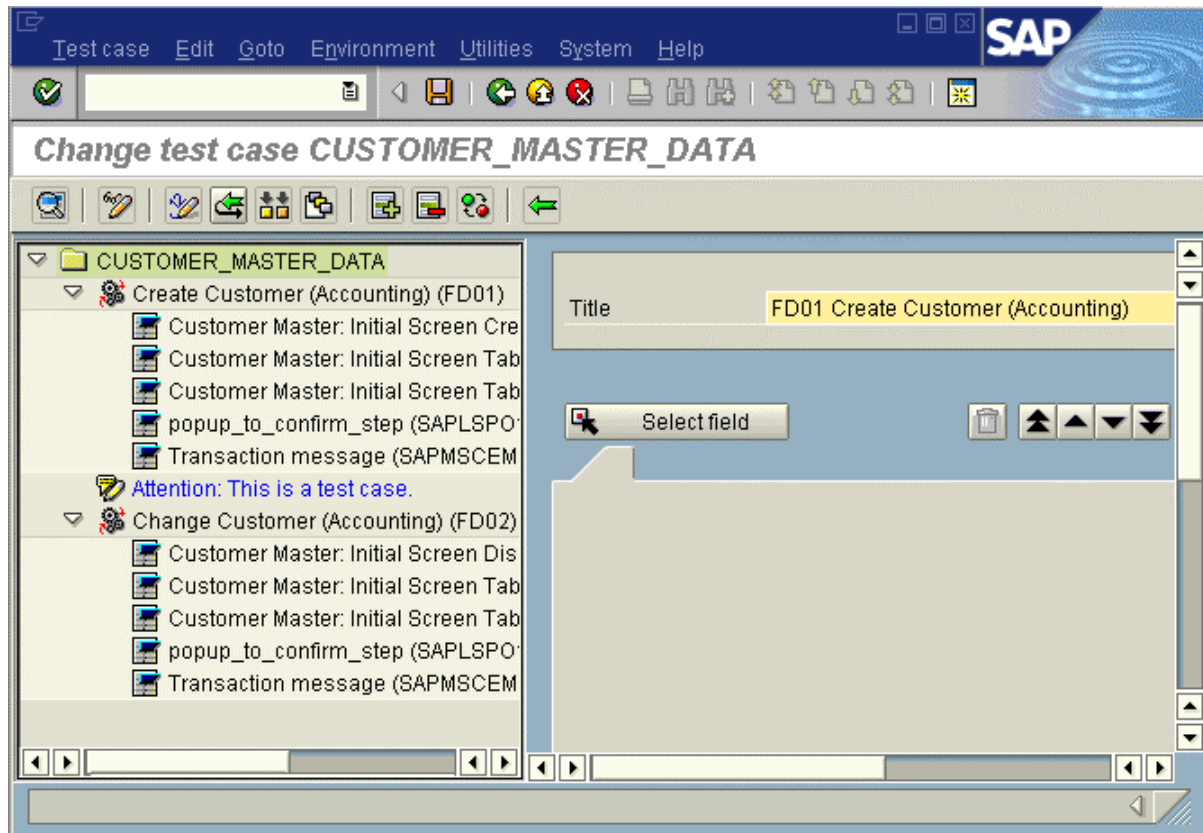 Test case Edit Goto Environment Utilities System Help
SAP
Change test case CUSTOMER_MASTER_DATA
CUSTOMER_MASTER_DATA
Create Customer (Accounting) (FD01)
Customer Master: Initial Screen Cre
Customer Master: Initial Screen Tab
Customer Master: Initial Screen Tab
popup_to_confirm_step (SAPLSPO
Transaction message (SAPMSCEM
Attention: This is a test case.
Change Customer (Accounting) (FD02)
Customer Master: Initial Screen Dis
Customer Master: Initial Screen Tab
Customer Master: Initial Screen Tab
popup_to_confirm_step (SAPLSPO
Transaction message (SAPMSCEM
Title FD01 Create Customer (Accounting)
Select field